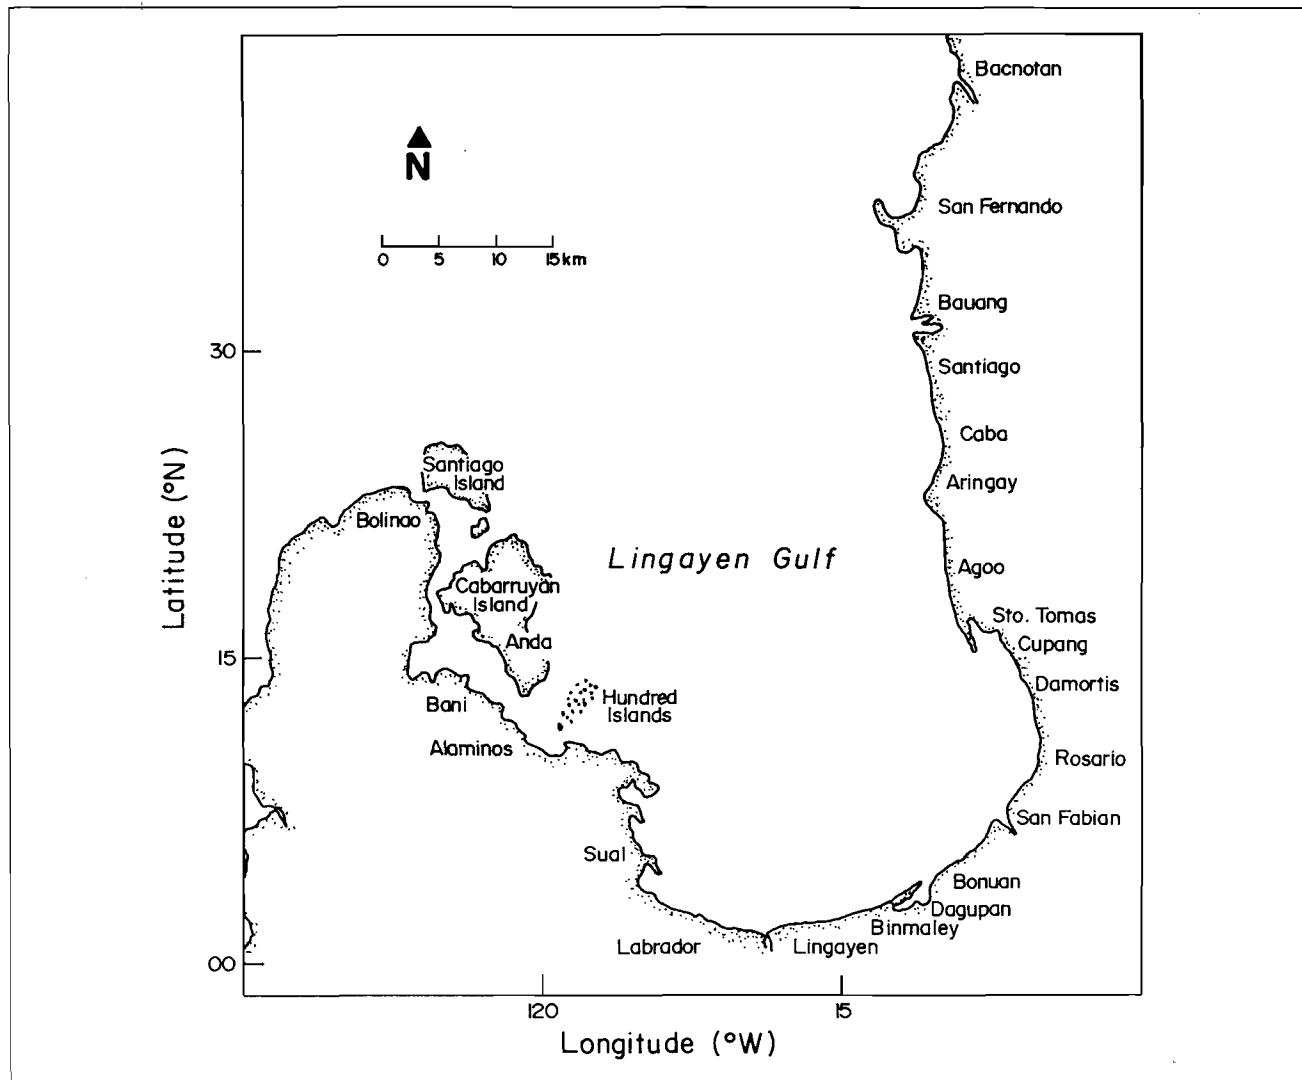 Bacnotan
N
San Fernando
0 5 10 15km
Bauang
30
Santiago
Caba
Santiago
Island
Aringay
Bolinao
Lingayen Gulf
Agoo
Cabarruyan
Island
Sto. Tomas
Anda
Cupang
15
Damortis
Hundred
Islands
Bani
Alaminos
Rosario
San Fabian
Sual
Bonuan
Dagupan
Binmaley
Labrador
Lingayen
00
120
15
Latitude (°N)
Longitude (°W)